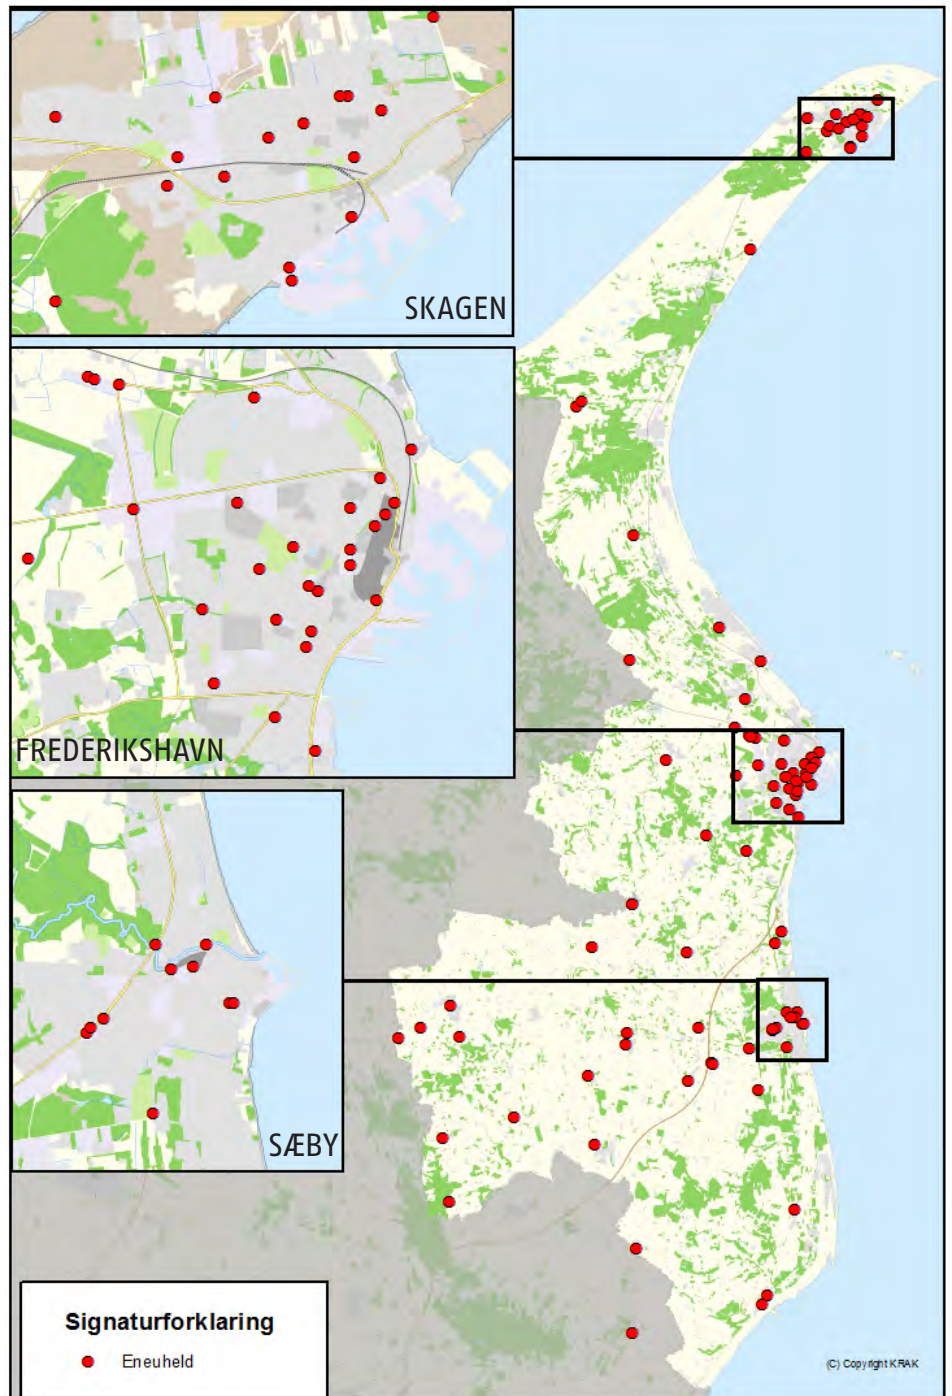 SKAGEN
FREDERIKSHAVN
SÆBY
Signaturforklaring
Eneuheld
(C) Copyright KRAK